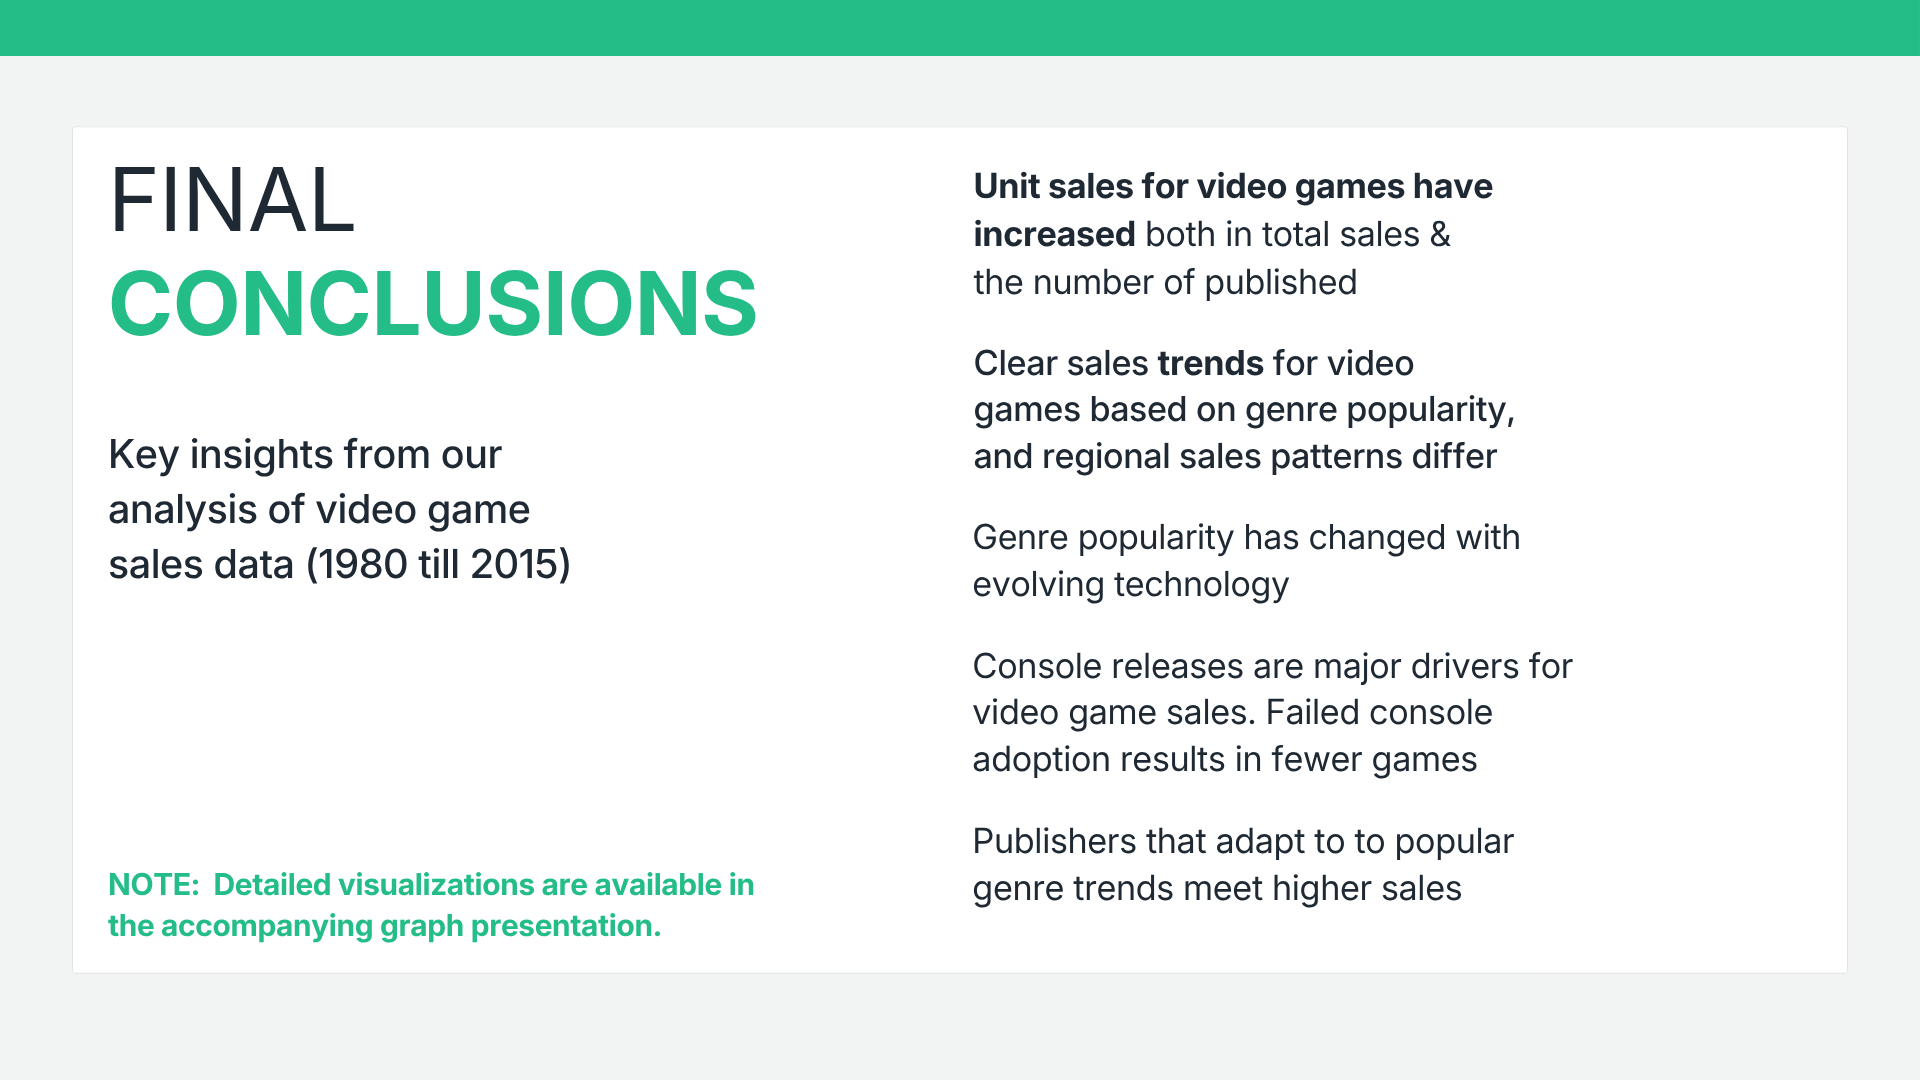 FINAL
CONCLUSIONS
Key insights from our
analysis of video game
sales data (1980 till 2015)
NOTE:  Detailed visualizations are available in
the accompanying graph presentation.
Unit sales for video games have
increased both in total sales &
the number of published
Clear sales trends for video
games based on genre popularity,
and regional sales patterns differ
Genre popularity has changed with
evolving technology
Console releases are major drivers for
video game sales. Failed console
adoption results in fewer games
Publishers that adapt to to popular
genre trends meet higher sales